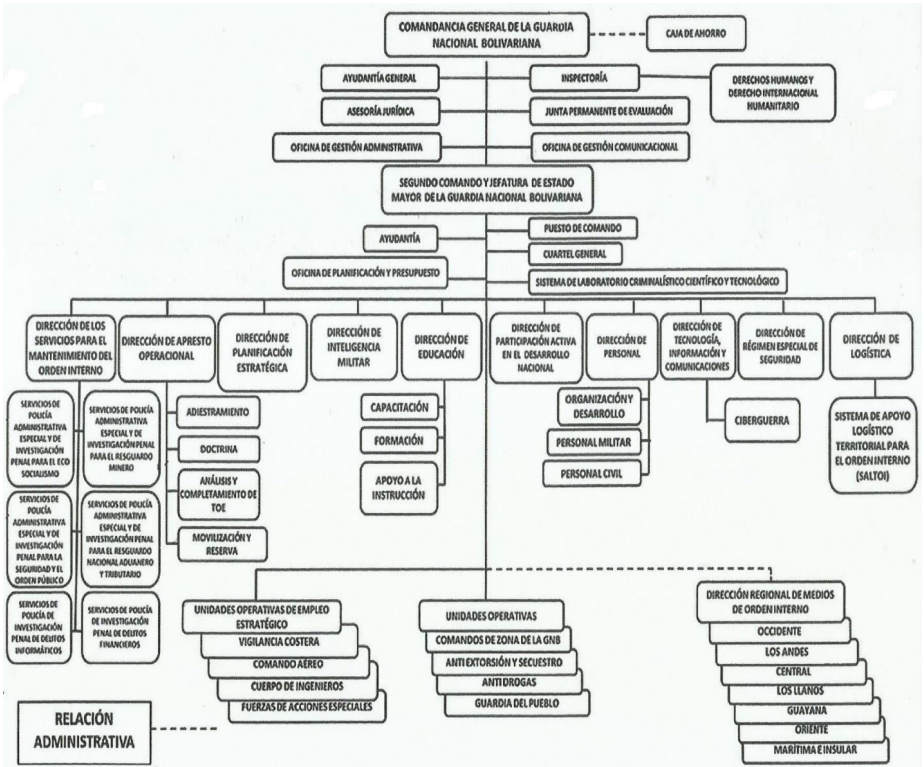 COMANDANCIA GENERAL DE LA GUARDIA
NACIONAL BOLIVARIANA
CAJA DE AHORRO
AYUDANTÍA GENERAL
INSPECTORÍA
DERECHOS HUMANOS Y
DERECHO INTERNACIONAL
HUMANITARIO
ASESORÍA JURÍDICA
JUNTA PERMANENTE DE EVALUACIÓN
OFICINA DE GESTIÓN ADMINISTRATIVA
OFICINA DE GESTIÓN COMUNICACIONAL
SEGUNDO COMANDO Y JEFATURA DE ESTADO
MAYOR DE LA GUARDIA NACIONAL BOLIVARIANA
AYUDANTÍA
PUESTO DE COMANDO
CUARTEL GENERAL
OFICINA DE PLANIFICACIÓN Y PRESUPUESTO
SISTEMA DE LABORATORIO CRIMINALÍSTICO CIENTÍFICO Y TECNOLÓGICO
DIRECCIÓN DE LOS
SERVICIOS PARA EL
MANTENIMIENTO DEL
ORDEN INTERNO
DIRECCIÓN DE APRESTO
OPERACIONAL
DIRECCIÓN DE
PLANIFICACIÓN
ESTRATÉGICA
DIRECCIÓN DE
INTELIGENCIA
MILITAR
DIRECCIÓN DE
EDUCACIÓN
DIRECCIÓN DE
PARTICIPACIÓN ACTIVA
EN EL DESARROLLO
NACIONAL
DIRECCIÓN DE
PERSONAL
DIRECCIÓN DE
TECNOLOGÍA,
INFORMACIÓN Y
COMUNICACIONES
DIRECCIÓN DE
RÉGIMEN ESPECIAL DE
SEGURIDAD
DIRECCIÓN DE
LOGÍSTICA
SERVICIOS DE
POLICÍA
ADMINISTRATIVA
ESPECIAL Y DE
INVESTIGACIÓN
PENAL PARA EL ECO
SOCIALISMO
SERVICIOS DE POLICÍA
ADMINISTRATIVA
ESPECIAL Y DE
INVESTIGACIÓN PENAL
PARA EL RESGUARDO
MINERO
SERVICIOS DE
POLICÍA
ADMINISTRATIVA
ESPECIAL Y DE
INVESTIGACIÓN
PENAL PARA LA
SEGURIDAD Y EL
ORDEN PÚBLICO
SERVICIOS DE POLICÍA
ADMINISTRATIVA
ESPECIAL Y DE
INVESTIGACIÓN PENAL
PARA EL RESGUARDO
NACIONAL ADUANERO
Y TRIBUTARIO
SERVICIOS DE
POLICÍA DE
INVESTIGACIÓN
PENAL DE DELITOS
INFORMÁTICOS
SERVICIOS DE POLICÍA
DE INVESTIGACIÓN
PENAL DE DELITOS
FINANCIEROS
ADIESTRAMIENTO
DOCTRINA
ANÁLISIS Y
COMPLETAMIENTO DE
TOE
MOVILIZACIÓN Y
RESERVA
CAPACITACIÓN
FORMACIÓN
APOYO A LA
INSTRUCCIÓN
ORGANIZACIÓN Y
DESARROLLO
PERSONAL MILITAR
PERSONAL CIVIL
CIBERGUERRA
SISTEMA DE APOYO
LOGÍSTICO
TERRITORIAL PARA
EL ORDEN INTERNO
(SALTOI)
UNIDADES OPERATIVAS DE EMPLEO
ESTRATÉGICO
VIGILANCIA COSTERA
COMANDO AÉREO
CUERPO DE INGENIEROS
FUERZAS DE ACCIONES ESPECIALES
UNIDADES OPERATIVAS
COMANDOS DE ZONA DE LA GNB
ANTI EXTORSIÓN Y SECUESTRO
ANTI DROGAS
GUARDIA DEL PUEBLO
DIRECCIÓN REGIONAL DE MEDIOS
DE ORDEN INTERNO
OCCIDENTE
LOS ANDES
CENTRAL
LOS LLANOS
GUAYANA
ORIENTE
MARÍTIMA E INSULAR
RELACIÓN
ADMINISTRATIVA